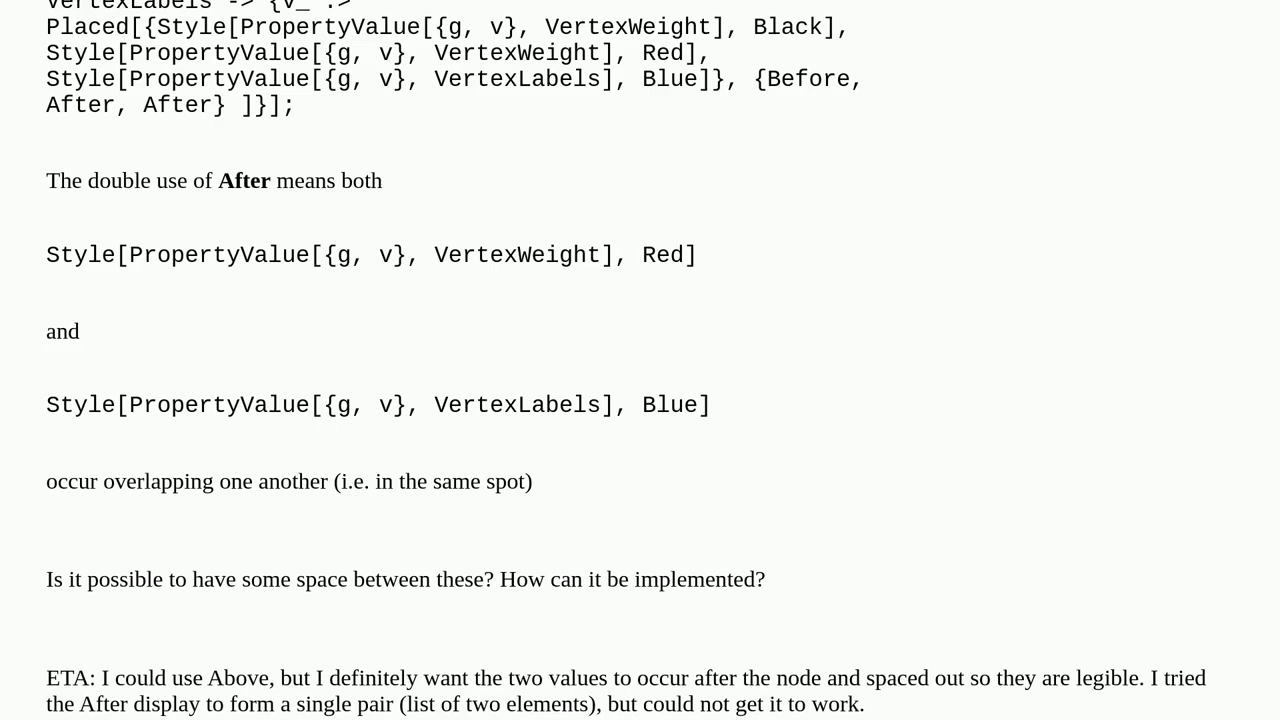 VertexLabels -> {v_ :>
Placed[{Style[PropertyValue[{g, v}, VertexWeight], Black],
Style[PropertyValue[{g, v}, VertexWeight], Red],
Style[PropertyValue[{g, v}, VertexLabels], Blue]}, {Before,
After, After} ]}];
The double use of After means both
Style[PropertyValue[{g, v}, VertexWeight], Red]
and
Style[PropertyValue[{g, v}, VertexLabels], Blue]
occur overlapping one another (i.e. in the same spot)
Is it possible to have some space between these? How can it be implemented?
ETA: I could use Above, but I definitely want the two values to occur after the node and spaced out so they are legible. I tried
the After display to form a single pair (list of two elements), but could not get it to work.